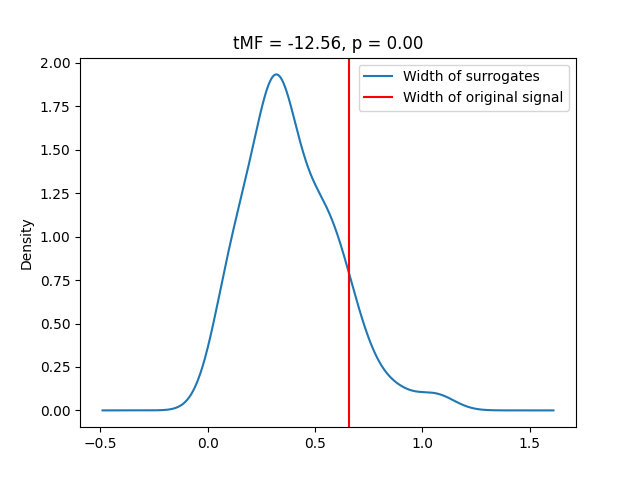 tMF = -12.56, p = 0.00
Width of surrogates
Width of original signal
Density
2.00
1.75
1.50
1.25
1.00
0.75
0.50
0.25
0.00
−0.5 0.0 0.5 1.0 1.5